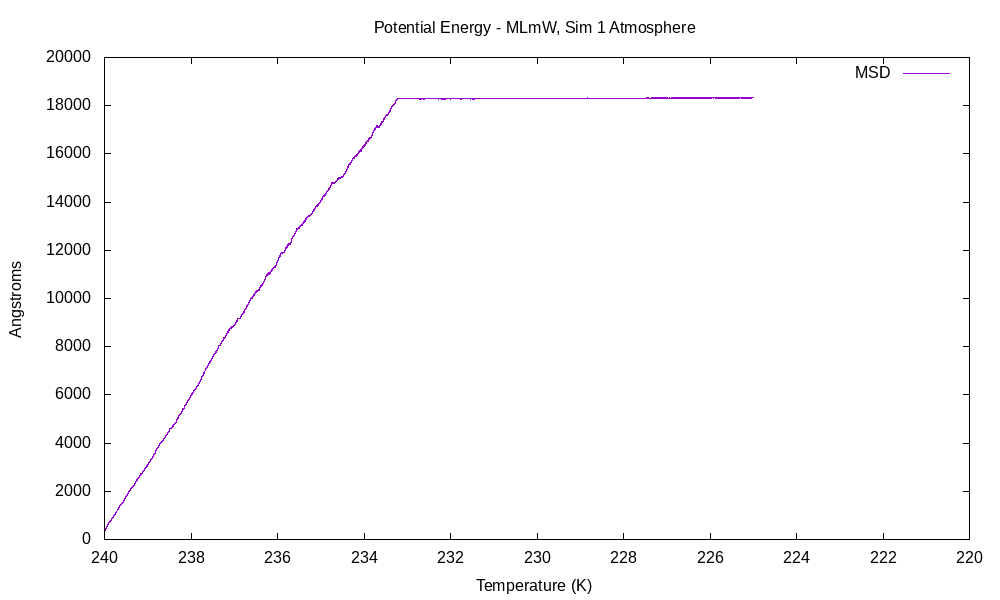 Potential Energy - MLmW, Sim 1 Atmosphere
MSD
20000
18000
16000
14000
12000
10000
8000
6000
4000
2000
0
Angstroms
240 238 236 234 232 230 228 226 224 222 220
Temperature (K)